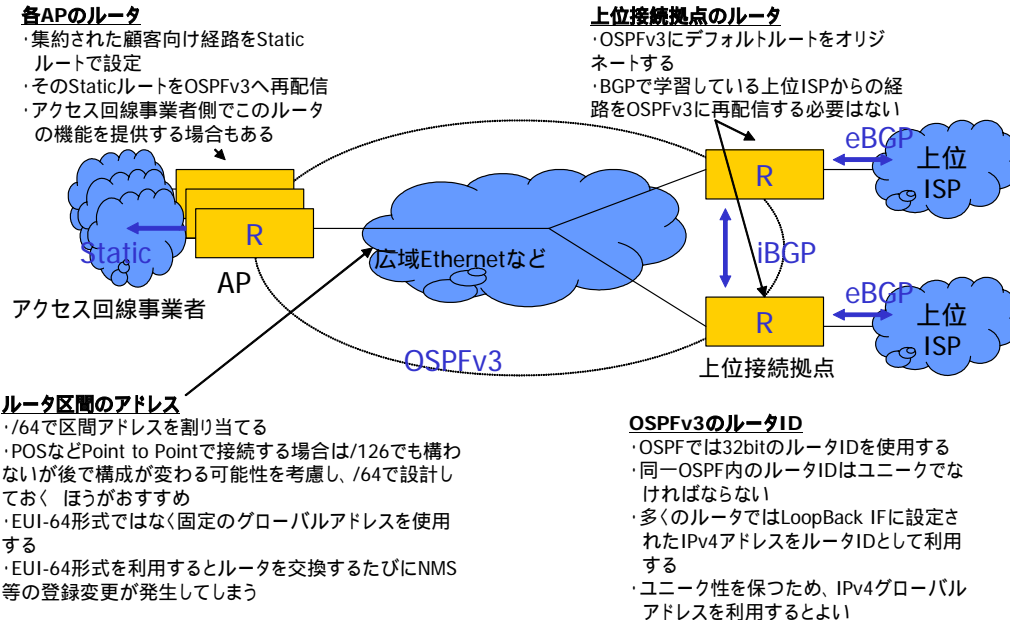 各APのルータ
・集約された顧客向け経路をStatic
ルートで設定
・そのStaticルートをOSPFv3へ再配信
・アクセス回線事業者側でこのルータ
の機能を提供する場合もある
上位接続拠点のルータ
・OSPFv3にデフォルトルートをオリジ
ネートする
・BGPで学習している上位ISPからの経
路をOSPFv3に再配信する必要はない
R
eBGP
上位
ISP
Static
R
AP
アクセス回線事業者
広域Ethernetなど
iBGP
R
eBGP
上位
ISP
上位接続拠点
OSPFv3
ルータ区間のアドレス
・/64で区間アドレスを割り当てる
・POSなどPoint to Pointで接続する場合は/126でも構わ
ないが後で構成が変わる可能性を考慮し、/64で設計し
ておく ほうがおすすめ
・EUI-64形式ではなく固定のグローバルアドレスを使用
する
・EUI-64形式を利用するとルータを交換するたびにNMS
等の登録変更が発生してしまう
OSPFv3のルータID
・OSPFでは32bitのルータIDを使用する
・同一OSPF内のルータIDはユニークでな
ければならない
・多くのルータではLoopBack IFに設定さ
れたIPv4アドレスをルータIDとして利用
する
・ユニーク性を保つため、IPv4グローバル
アドレスを利用するとよい